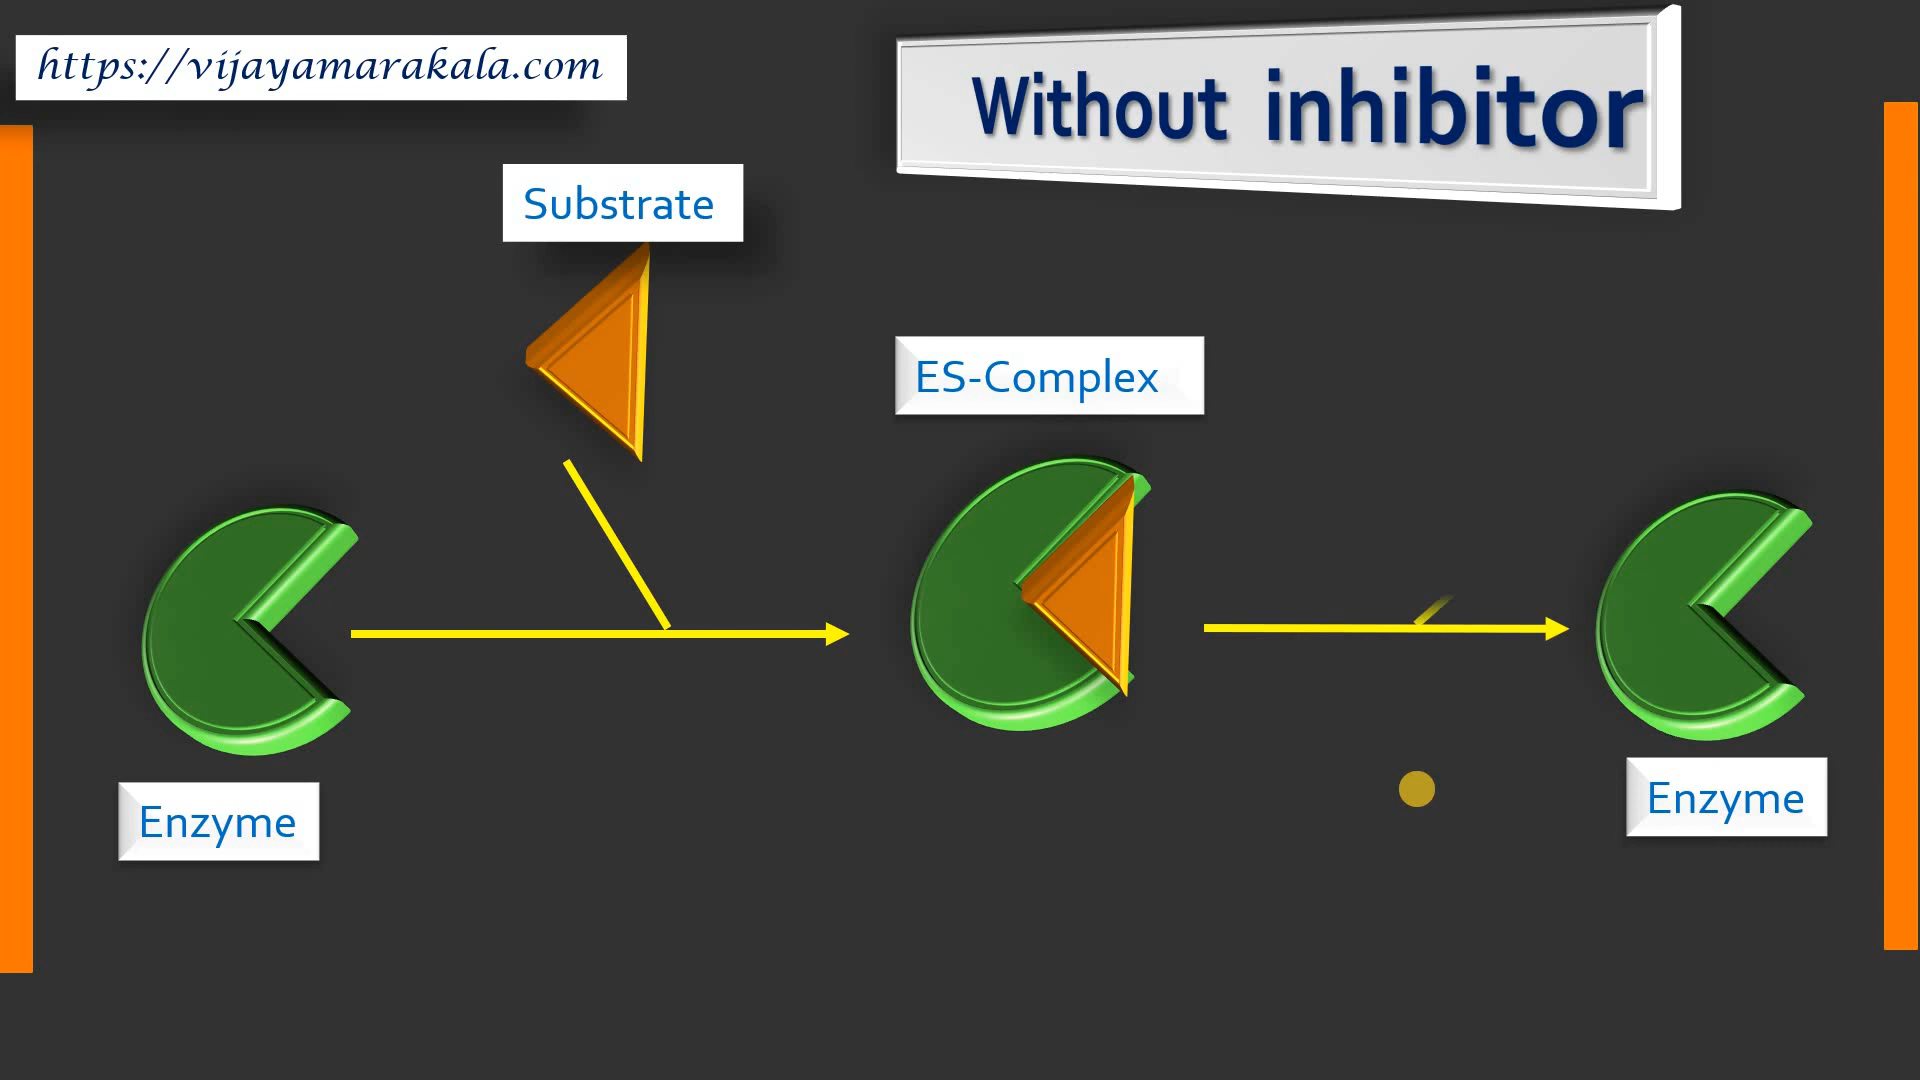 https://vijayamarakala.com
Without inhibitor
Substrate
ES-Complex
Enzyme
Enzyme